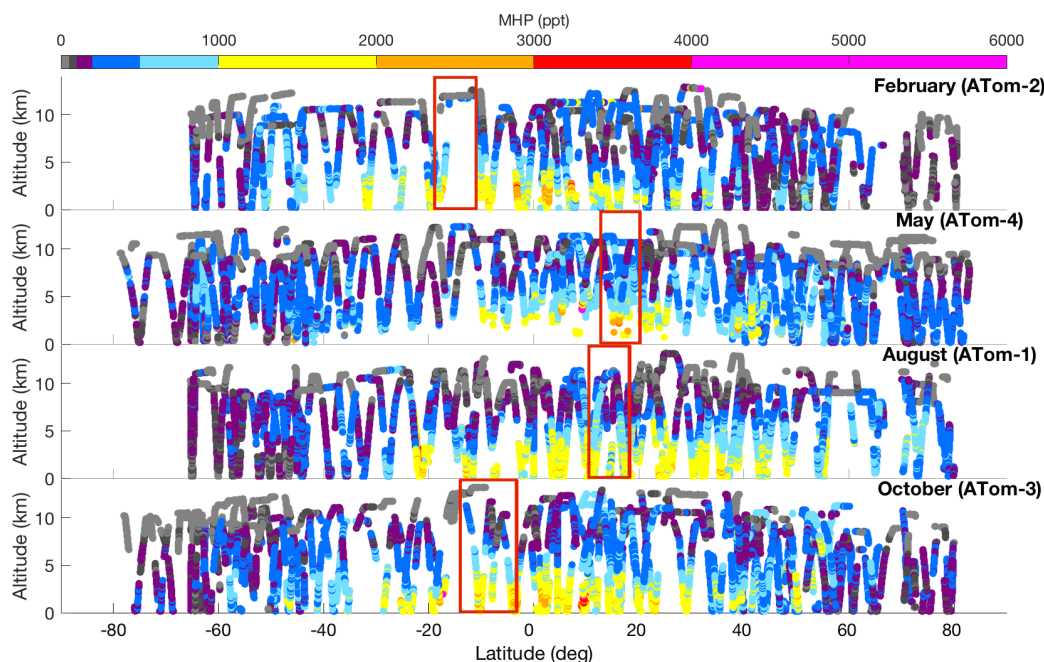 MHP (ppt)
0 1000 2000 3000 4000 5000 6000
February (ATom-2)
Altitude (km)
10
5
0
May (ATom-4)
Altitude (km)
10
5
0
August (ATom-1)
Altitude (km)
10
5
0
October (ATom-3)
Altitude (km)
10
5
0
-80 -60 -40 -20 0 20 40 60 80
Latitude (deg)